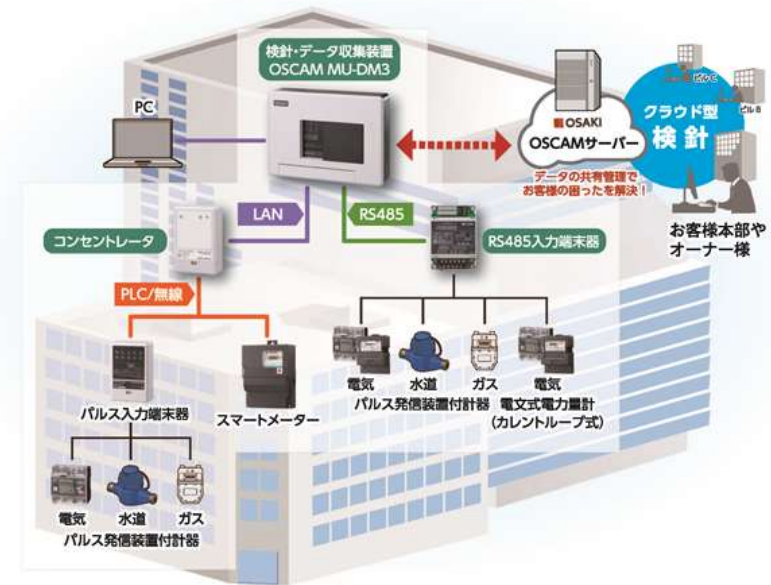 検針・データ収集装置
OSCAM MU-DM3
PC
OSAKI
OSCAMサーバー
クラウド型
検針
ビルC
ビルB
データの共有管理で
お客様の困ったを解決！
お客様本部や
オーナー様
LAN
RS485
コンセントレータ
RS485入力端末器
PLC/無線
パルス入力端末器
スマートメーター
電気
水道
ガス
パルス発信装置付計器
電気
電文式電力量計
(カレントループ式)
電気
水道
ガス
パルス発信装置付計器